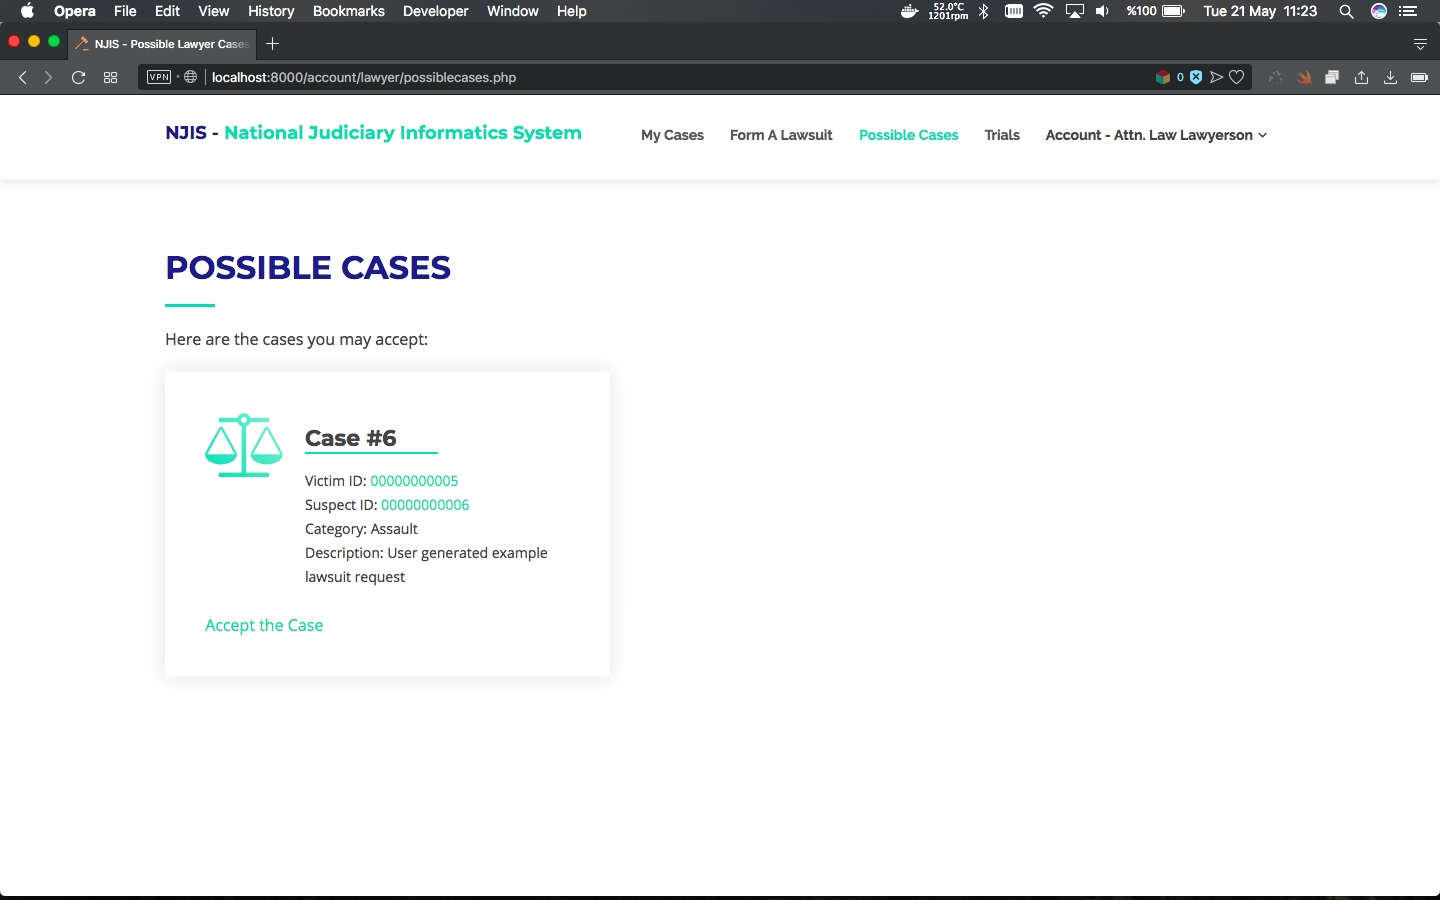 Opera File Edit View History Bookmarks Developer Window Help 52.0°C 1201rpm %100 Tue 21 May 11:23
NJIS - Possible Lawyer Cases
VPN localhost:8000/account/lawyer/possiblecases.php 0
NJIS - National Judiciary Informatics System My Cases Form A Lawsuit Possible Cases Trials Account - Attn. Law Lawyerson
POSSIBLE CASES
Here are the cases you may accept:
Case #6
Victim ID: 00000000005
Suspect ID: 00000000006
Category: Assault
Description: User generated example
lawsuit request
Accept the Case